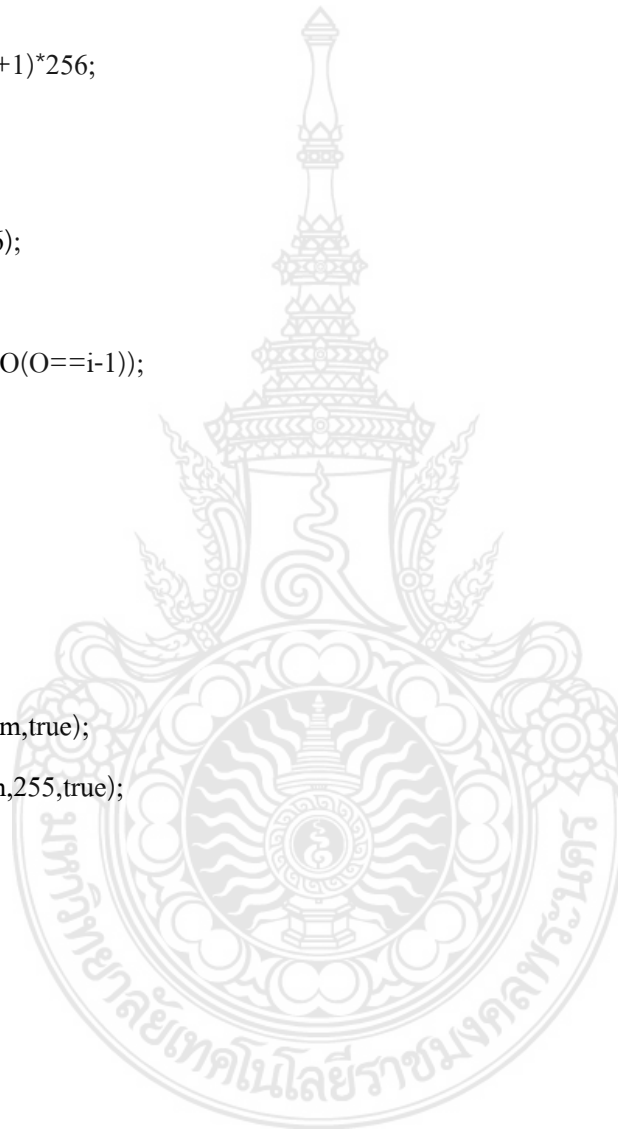 +1)*256;
6);
O(O==i-1));
m,true);
n,255,true);
มหาวิทยาลัยเทคโนโลยีราชมงคลพระนคร